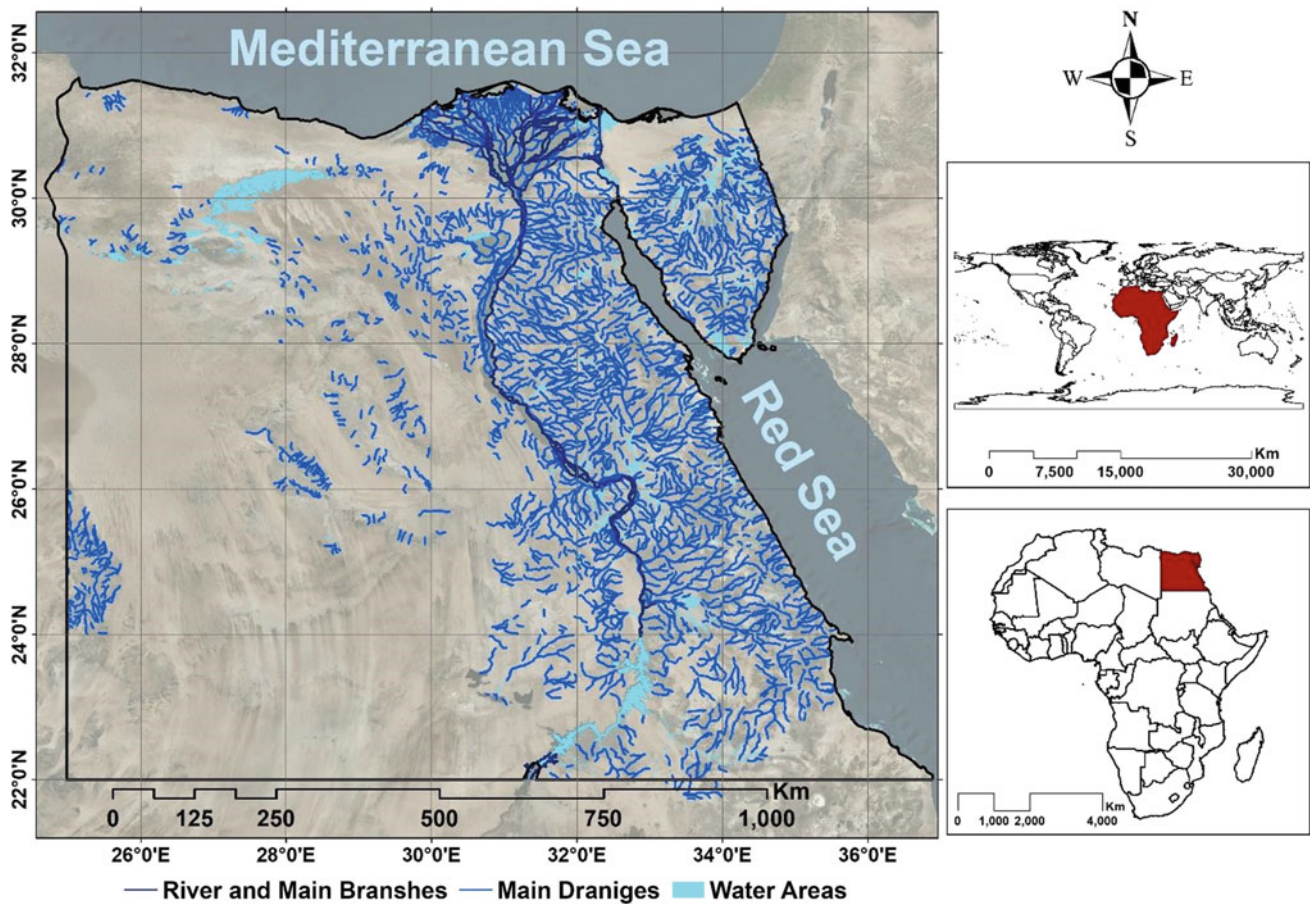 Mediterranean Sea
Red Sea
32°0'N
30°0'N
28°0'N
26°0'N
24°0'N
22°0'N
Km
0 125 250 500 750 1,000
26°0'E 28°0'E 30°0'E 32°0'E 34°0'E 36°0'E
River and Main Branshes Main Draniges Water Areas
N
W E
S
Km
0 7,500 15,000 30,000
Km
0 1,000 2,000 4,000